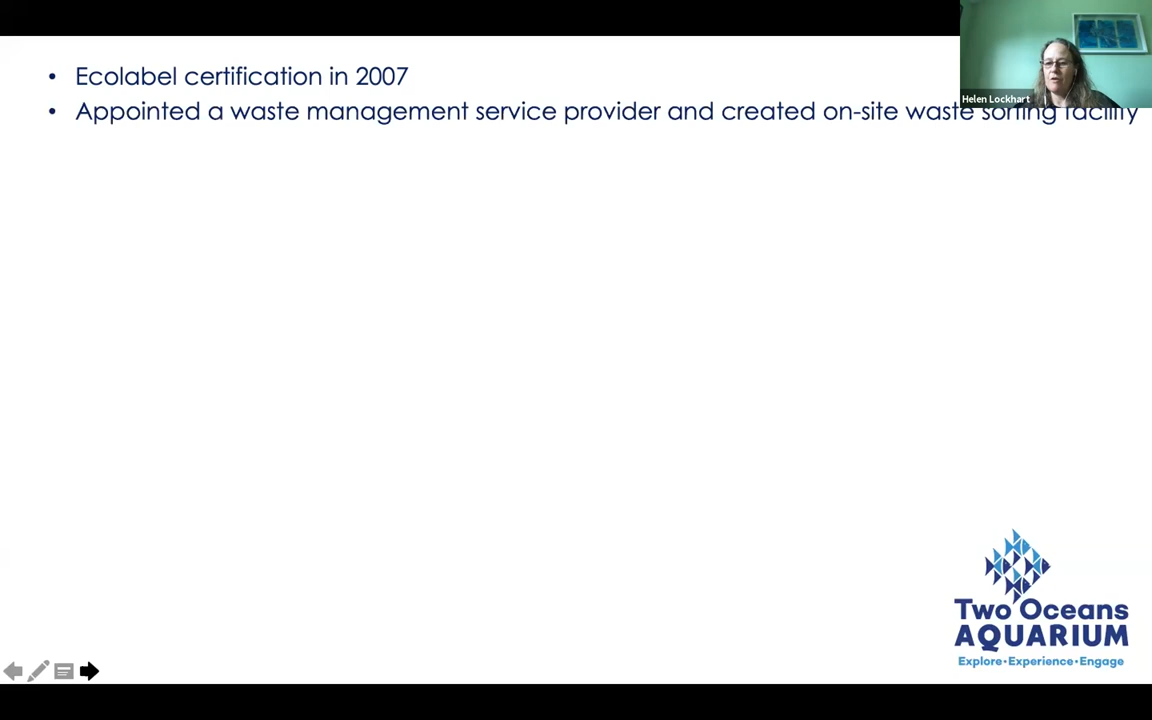 • Ecolabel certification in 2007
Helen Lockhart
• Appointed a waste management service provider and created on-site waste sorting facility
Two Oceans
AQUARIUM
Explore•Experience•Engage